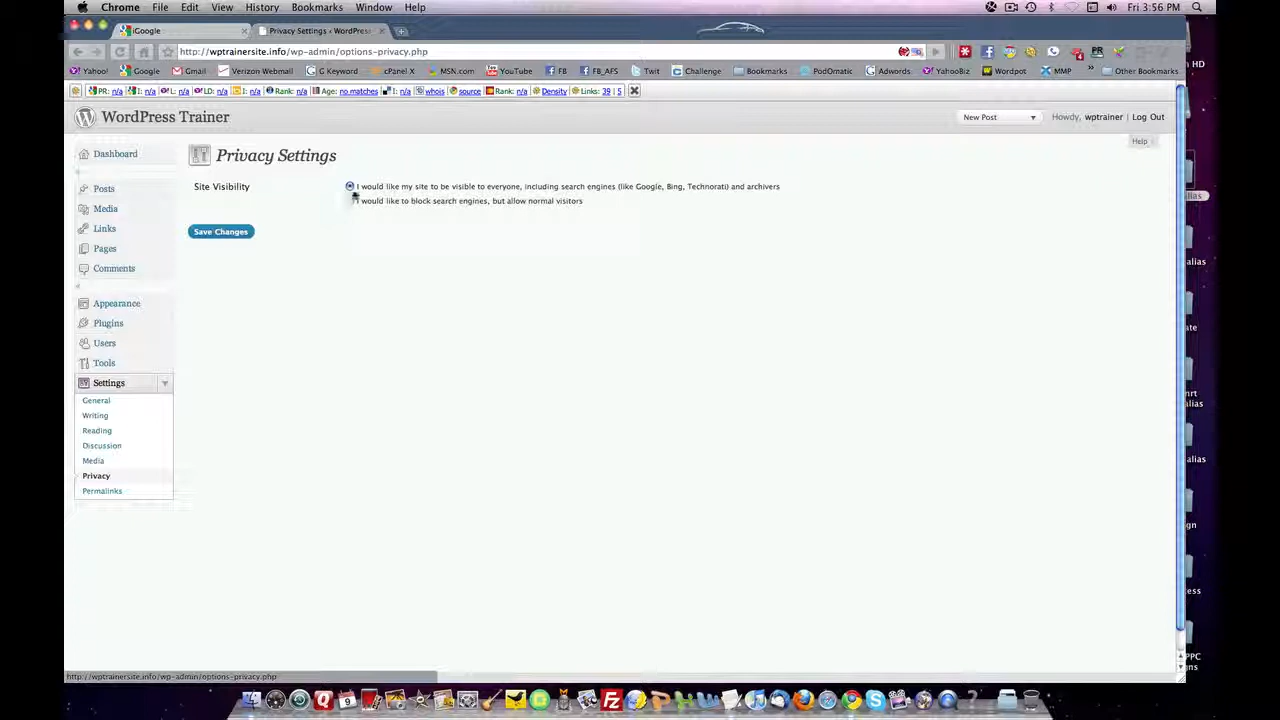 Chrome File Edit View History Bookmarks Window Help Fri 3:56 PM
iGoogle Privacy Settings ‹ WordPress
http://wptrainersite.info/wp-admin/options-privacy.php
Yahoo! Google Gmail Verizon Webmail G Keyword cPanel X MSN.com YouTube FB FB_AFS Twit Challenge Bookmarks PodOmatic Adwords YahooBiz Wordpot MMP » Other Bookmarks
PR: n/a I: n/a L: n/a LD: n/a I: n/a Rank: n/a Age: no matches I: n/a whois source Rank: n/a Density Links: 39 | 5
WordPress Trainer New Post Howdy, wptrainer | Log Out
Help
Dashboard
Posts
Media
Links
Pages
Comments
Appearance
Plugins
Users
Tools
Settings
General
Writing
Reading
Discussion
Media
Privacy
Permalinks
Privacy Settings
Site Visibility
I would like my site to be visible to everyone, including search engines (like Google, Bing, Technorati) and archivers
I would like to block search engines, but allow normal visitors
Save Changes
http://wptrainersite.info/wp-admin/options-privacy.php